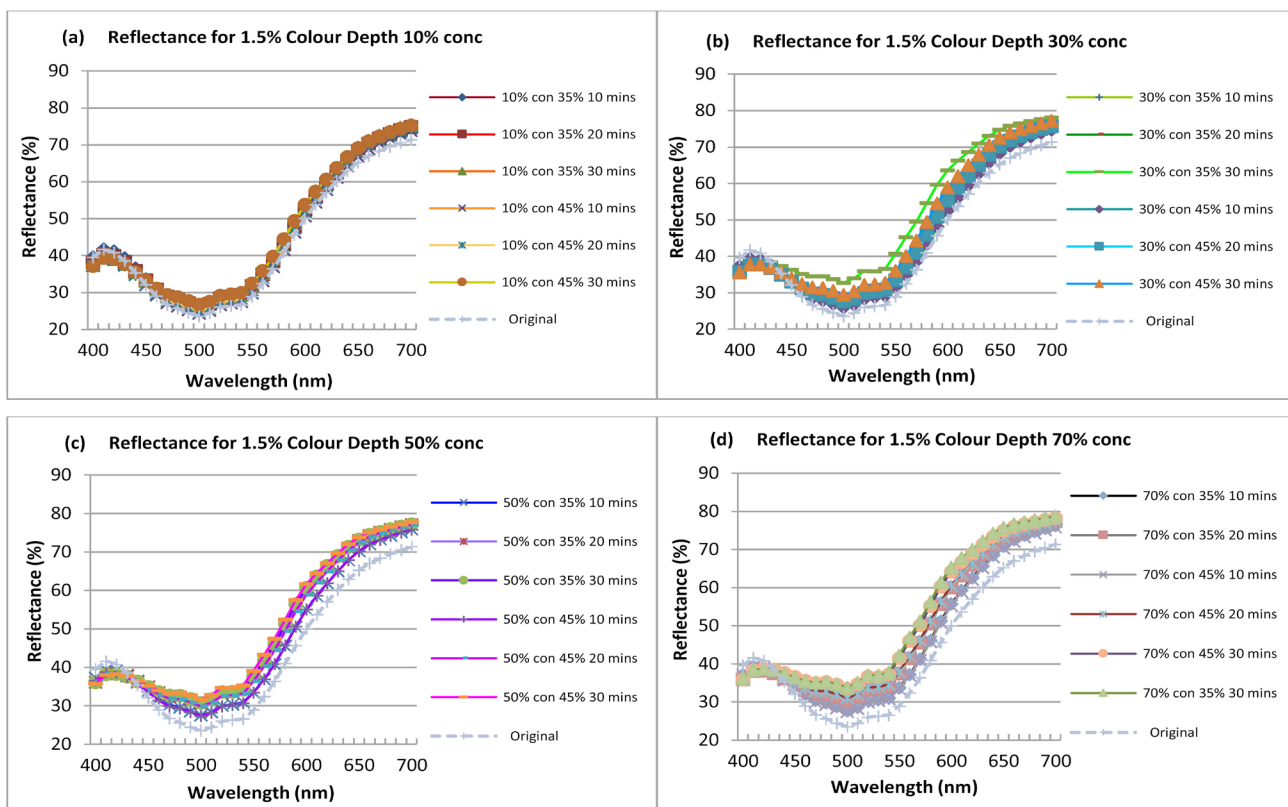 (a) Reflectance for 1.5% Colour Depth 10% conc
90
80
70
60
50
40
30
20
Reflectance (%)
400 450 500 550 600 650 700
Wavelength (nm)
10% con 35% 10 mins
10% con 35% 20 mins
10% con 35% 30 mins
10% con 45% 10 mins
10% con 45% 20 mins
10% con 45% 30 mins
Original
(b) Reflectance for 1.5% Colour Depth 30% conc
90
80
70
60
50
40
30
20
Reflectance (%)
400 450 500 550 600 650 700
Wavelength (nm)
30% con 35% 10 mins
30% con 35% 20 mins
30% con 35% 30 mins
30% con 45% 10 mins
30% con 45% 20 mins
30% con 45% 30 mins
Original
(c) Reflectance for 1.5% Colour Depth 50% conc
90
80
70
60
50
40
30
20
Reflectance (%)
400 450 500 550 600 650 700
Wavelength (nm)
50% con 35% 10 mins
50% con 35% 20 mins
50% con 35% 30 mins
50% con 45% 10 mins
50% con 45% 20 mins
50% con 45% 30 mins
Original
(d) Reflectance for 1.5% Colour Depth 70% conc
90
80
70
60
50
40
30
20
Reflectance (%)
400 450 500 550 600 650 700
Wavelength (nm)
70% con 35% 10 mins
70% con 35% 20 mins
70% con 45% 10 mins
70% con 45% 20 mins
70% con 45% 30 mins
70% con 35% 30 mins
Original